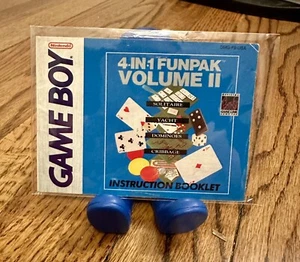 Nintendo
GAME BOY
4-IN-1 FUNPAK
VOLUME II
SOLITAIRE
YACHT
DOMINOES
CRIBBAGE
INSTRUCTION BOOKLET